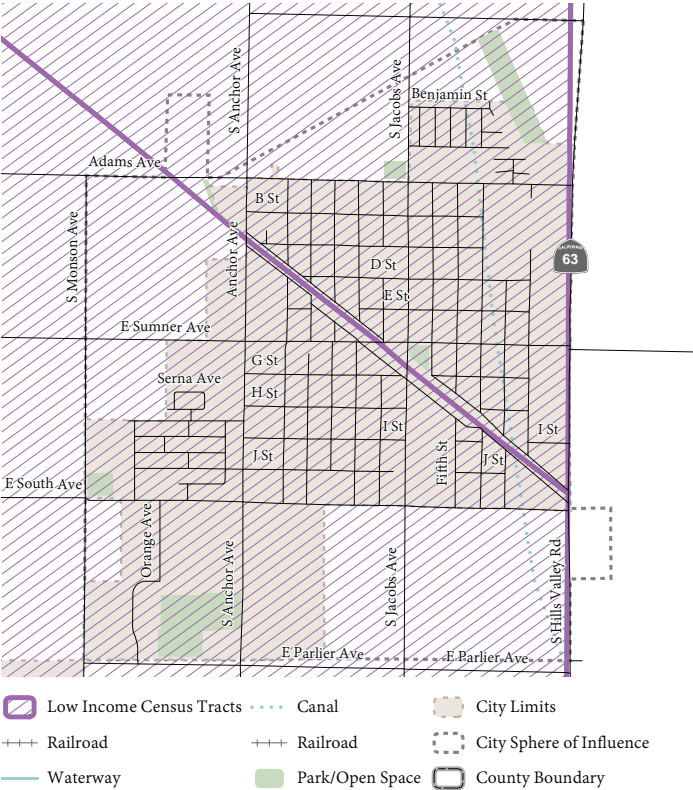 S Anchor Ave
S Jacobs Ave
Benjamin St
Adams Ave
B St
S Monson Ave
Anchor Ave
D St
CALIFORNIA
63
E St
E Sumner Ave
G St
Serna Ave
H St
I St
I St
Fifth St
J St
J St
E South Ave
Orange Ave
S Anchor Ave
S Jacobs Ave
S Hills Valley Rd
E Parlier Ave
E Parlier Ave
Low Income Census Tracts
Canal
City Limits
Railroad
Railroad
City Sphere of Influence
Waterway
Park/Open Space
County Boundary